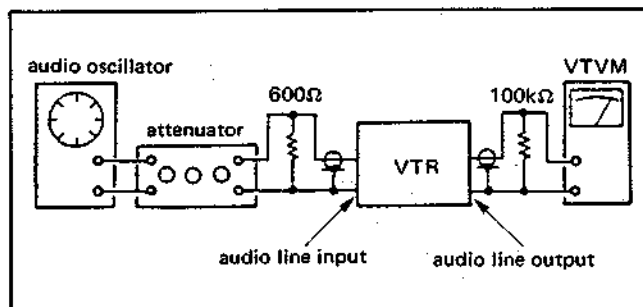 audio oscillator
attenuator
600Ω
VTR
100kΩ
VTVM
audio line input
audio line output